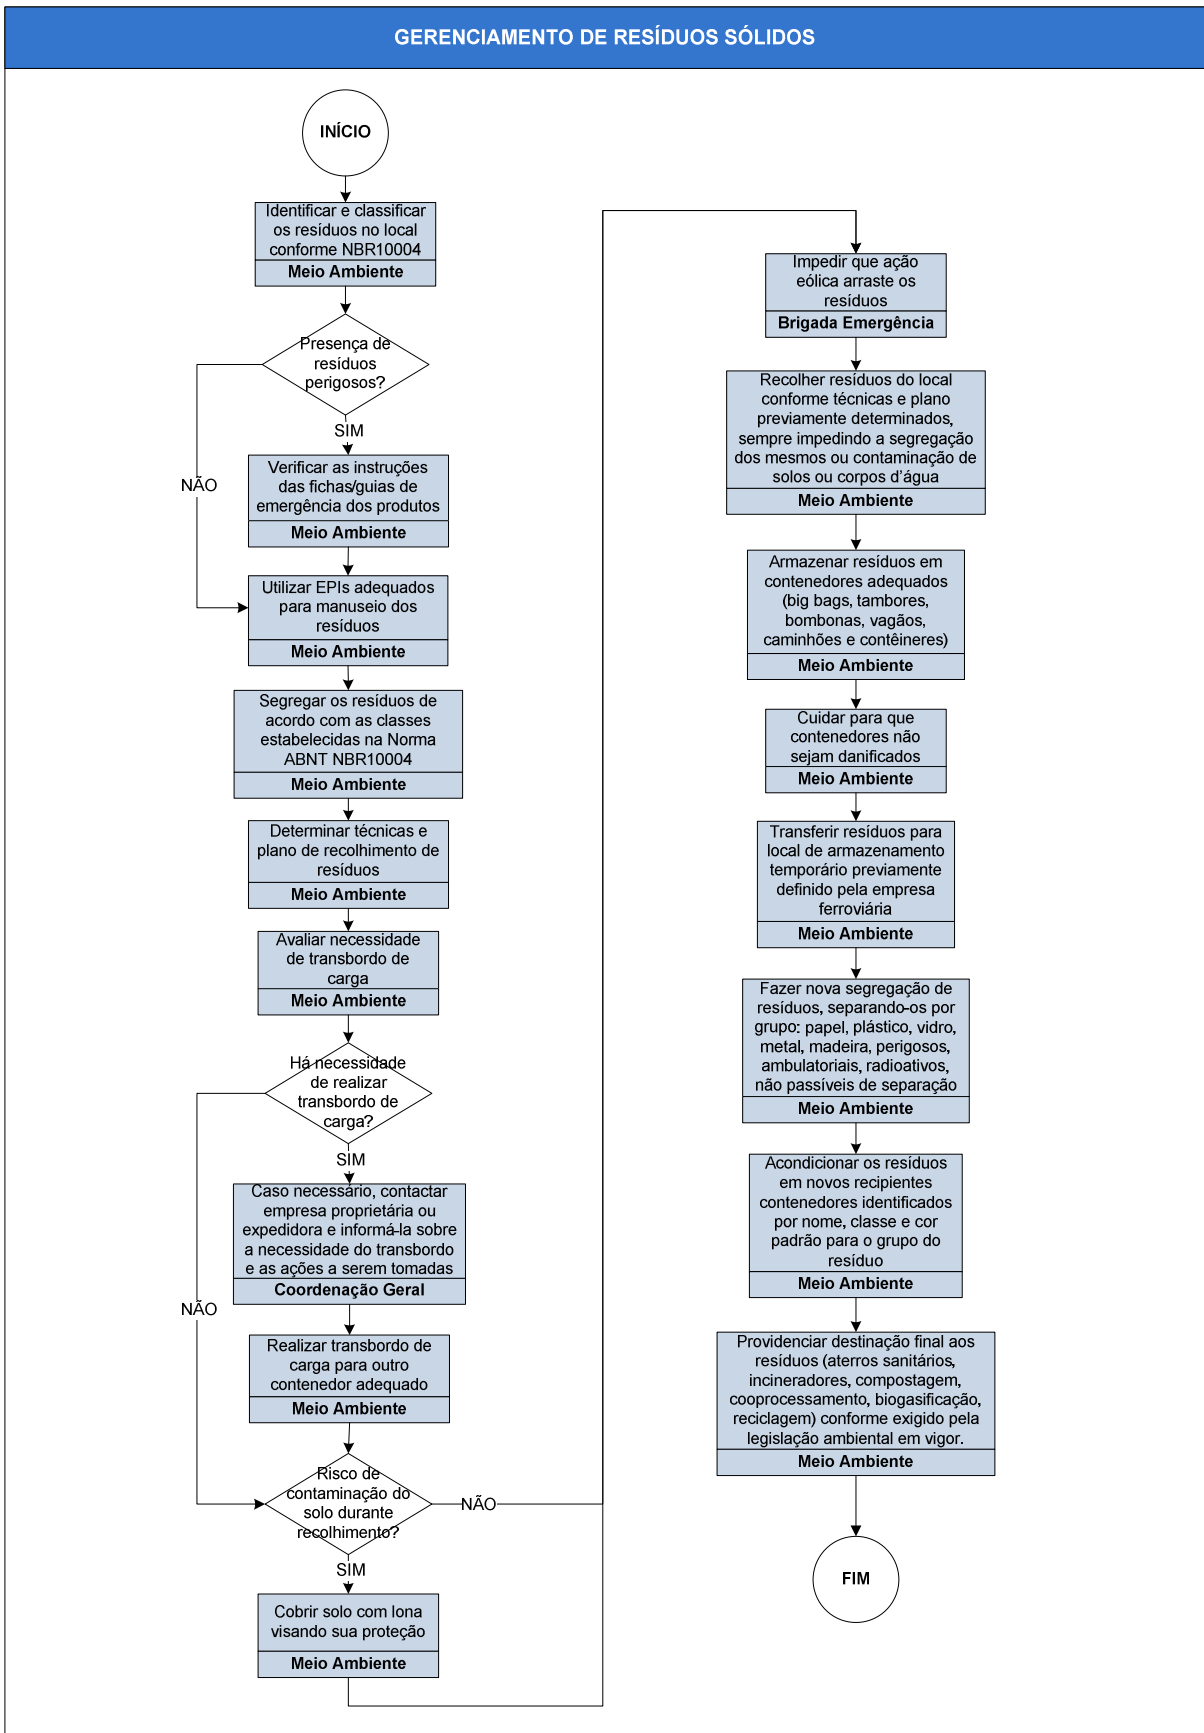 GERENCIAMENTO DE RESÍDUOS SÓLIDOS
INÍCIO
Identificar e classificar
os resíduos no local
conforme NBR10004
Meio Ambiente
Presença de
resíduos
perigosos?
SIM
NÃO
Verificar as instruções
das fichas/guias de
emergência dos produtos
Meio Ambiente
Utilizar EPIs adequados
para manuseio dos
resíduos
Meio Ambiente
Segregar os resíduos de
acordo com as classes
estabelecidas na Norma
ABNT NBR10004
Meio Ambiente
Determinar técnicas e
plano de recolhimento de
resíduos
Meio Ambiente
Avaliar necessidade
de transbordo de
carga
Meio Ambiente
Há necessidade
de realizar
transbordo de
carga?
SIM
NÃO
Caso necessário, contactar
empresa proprietária ou
expedidora e informá-la sobre
a necessidade do transbordo
e as ações a serem tomadas
Coordenação Geral
Realizar transbordo de
carga para outro
contenedor adequado
Meio Ambiente
Risco de
contaminação do
solo durante
recolhimento?
NÃO
SIM
Cobrir solo com lona
visando sua proteção
Meio Ambiente
Impedir que ação
eólica arraste os
resíduos
Brigada Emergência
Recolher resíduos do local
conforme técnicas e plano
previamente determinados,
sempre impedindo a segregação
dos mesmos ou contaminação de
solos ou corpos d'água
Meio Ambiente
Armazenar resíduos em
contenedores adequados
(big bags, tambores,
bombonas, vagãos,
caminhões e contêineres)
Meio Ambiente
Cuidar para que
contenedores não
sejam danificados
Meio Ambiente
Transferir resíduos para
local de armazenamento
temporário previamente
definido pela empresa
ferroviária
Meio Ambiente
Fazer nova segregação de
resíduos, separando-os por
grupo: papel, plástico, vidro,
metal, madeira, perigosos,
ambulatoriais, radioativos,
não passíveis de separação
Meio Ambiente
Acondicionar os resíduos
em novos recipientes
contenedores identificados
por nome, classe e cor
padrão para o grupo do
resíduo
Meio Ambiente
Providenciar destinação final aos
resíduos (aterros sanitários,
incineradores, compostagem,
cooprocessamento, biogasificação,
reciclagem) conforme exigido pela
legislação ambiental em vigor.
Meio Ambiente
FIM